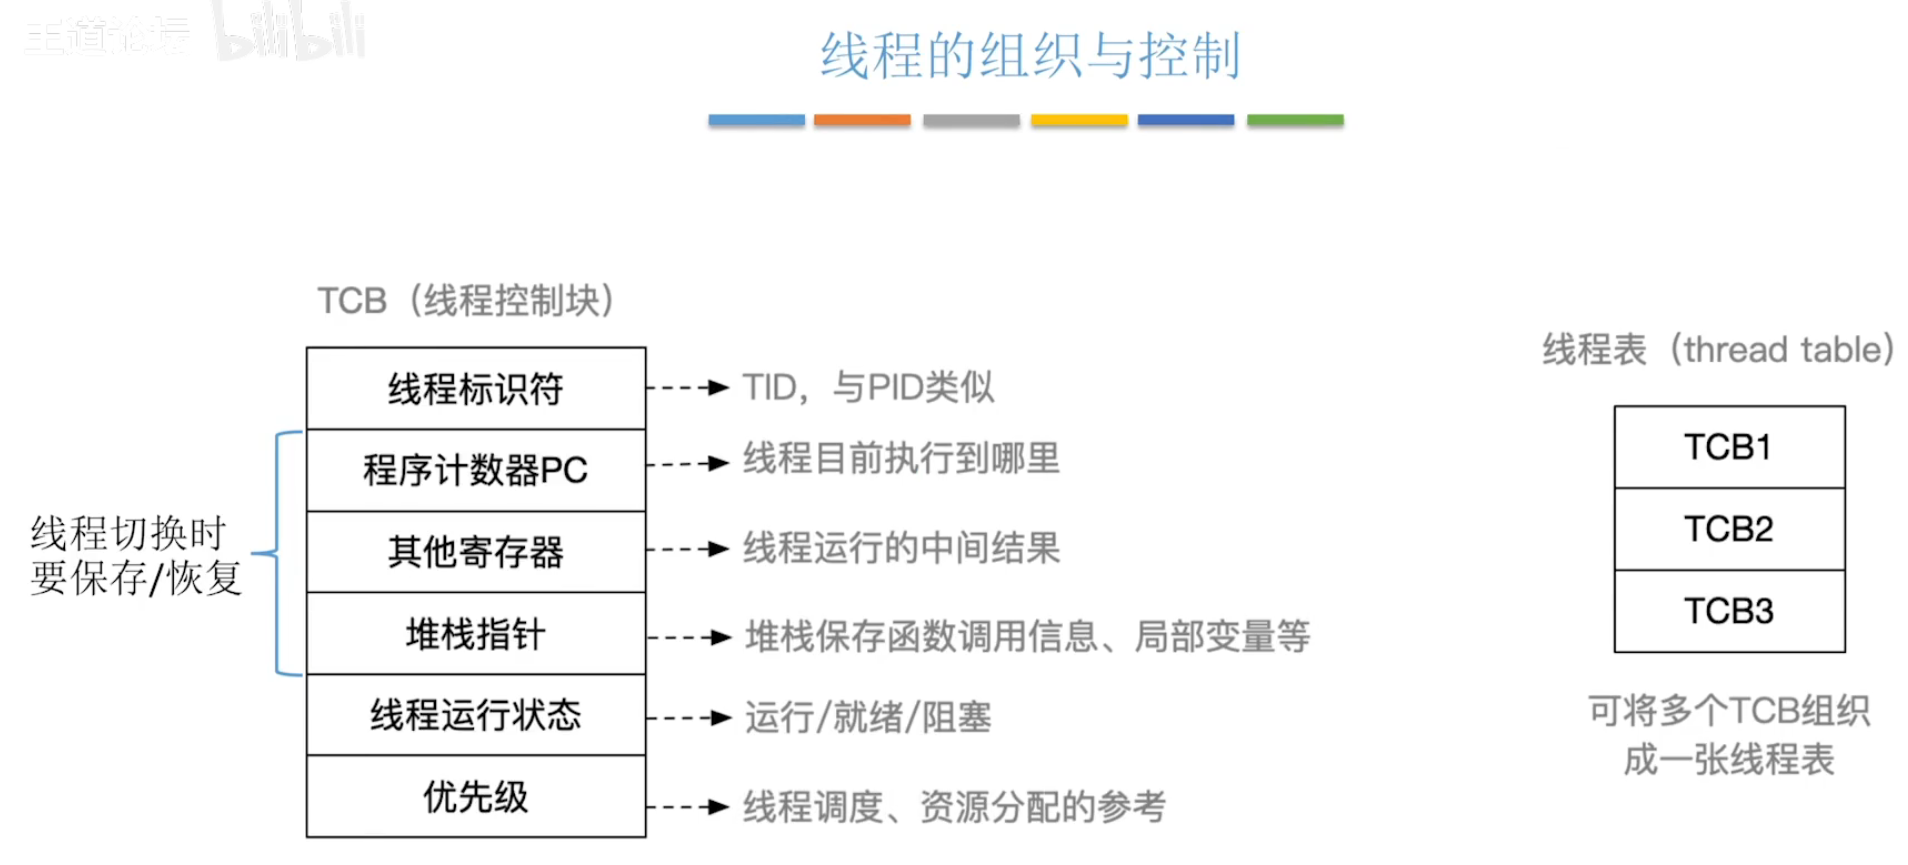 王道论坛 bilibili
线程的组织与控制
TCB（线程控制块）
线程标识符
TID，与PID类似
程序计数器PC
线程目前执行到哪里
其他寄存器
线程运行的中间结果
堆栈指针
堆栈保存函数调用信息、局部变量等
线程运行状态
运行/就绪/阻塞
优先级
线程调度、资源分配的参考
线程切换时
要保存/恢复
线程表（thread table）
TCB1
TCB2
TCB3
可将多个TCB组织
成一张线程表